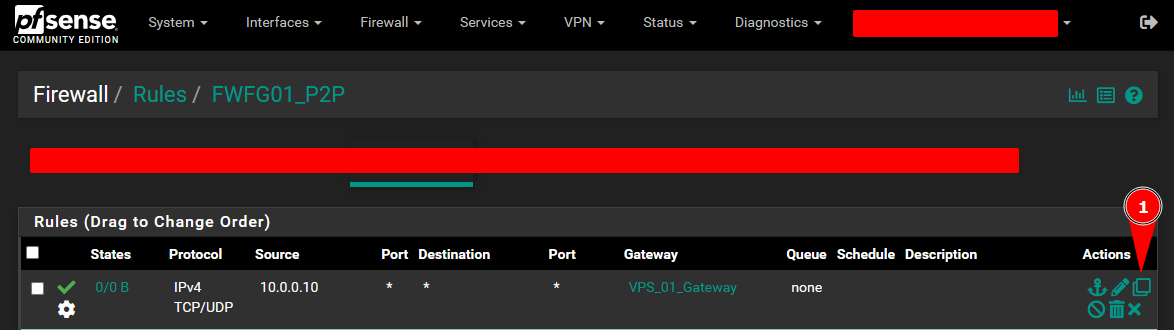 pfsense
COMMUNITY EDITION
System Interfaces Firewall Services VPN Status Diagnostics
Firewall / Rules / FWFG01_P2P
1
Rules (Drag to Change Order)
States Protocol Source Port Destination Port Gateway Queue Schedule Description Actions
0/0 B IPv4 10.0.0.10 * * * VPS_01_Gateway none
TCP/UDP